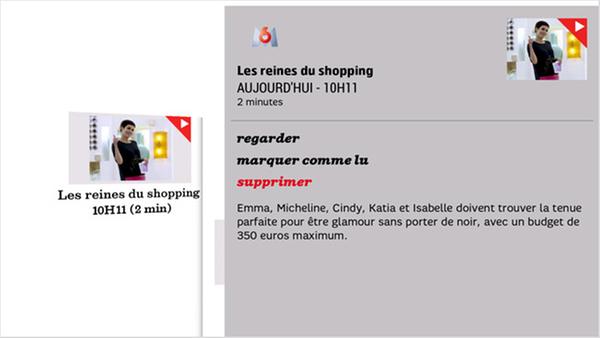 Les reines du shopping
10H11 (2 min)
M6
Les reines du shopping
AUJOURD'HUI - 10H11
2 minutes
regarder
marquer comme lu
supprimer
Emma, Micheline, Cindy, Katia et Isabelle doivent trouver la tenue
parfaite pour être glamour sans porter de noir, avec un budget de
350 euros maximum.